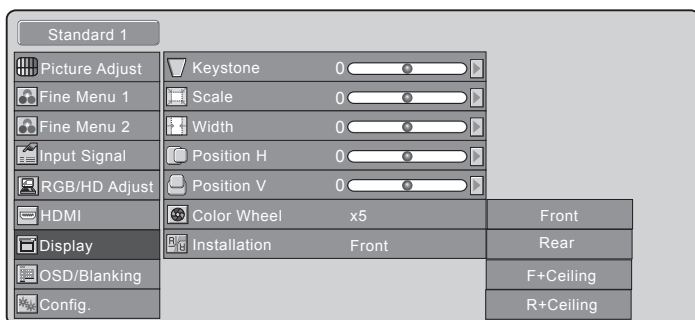 Standard 1
Picture Adjust
Fine Menu 1
Fine Menu 2
Input Signal
RGB/HD Adjust
HDMI
Display
OSD/Blanking
Config.
Keystone 0
Scale 0
Width 0
Position H 0
Position V 0
Color Wheel x5
Installation Front
Front
Rear
F+Ceiling
R+Ceiling